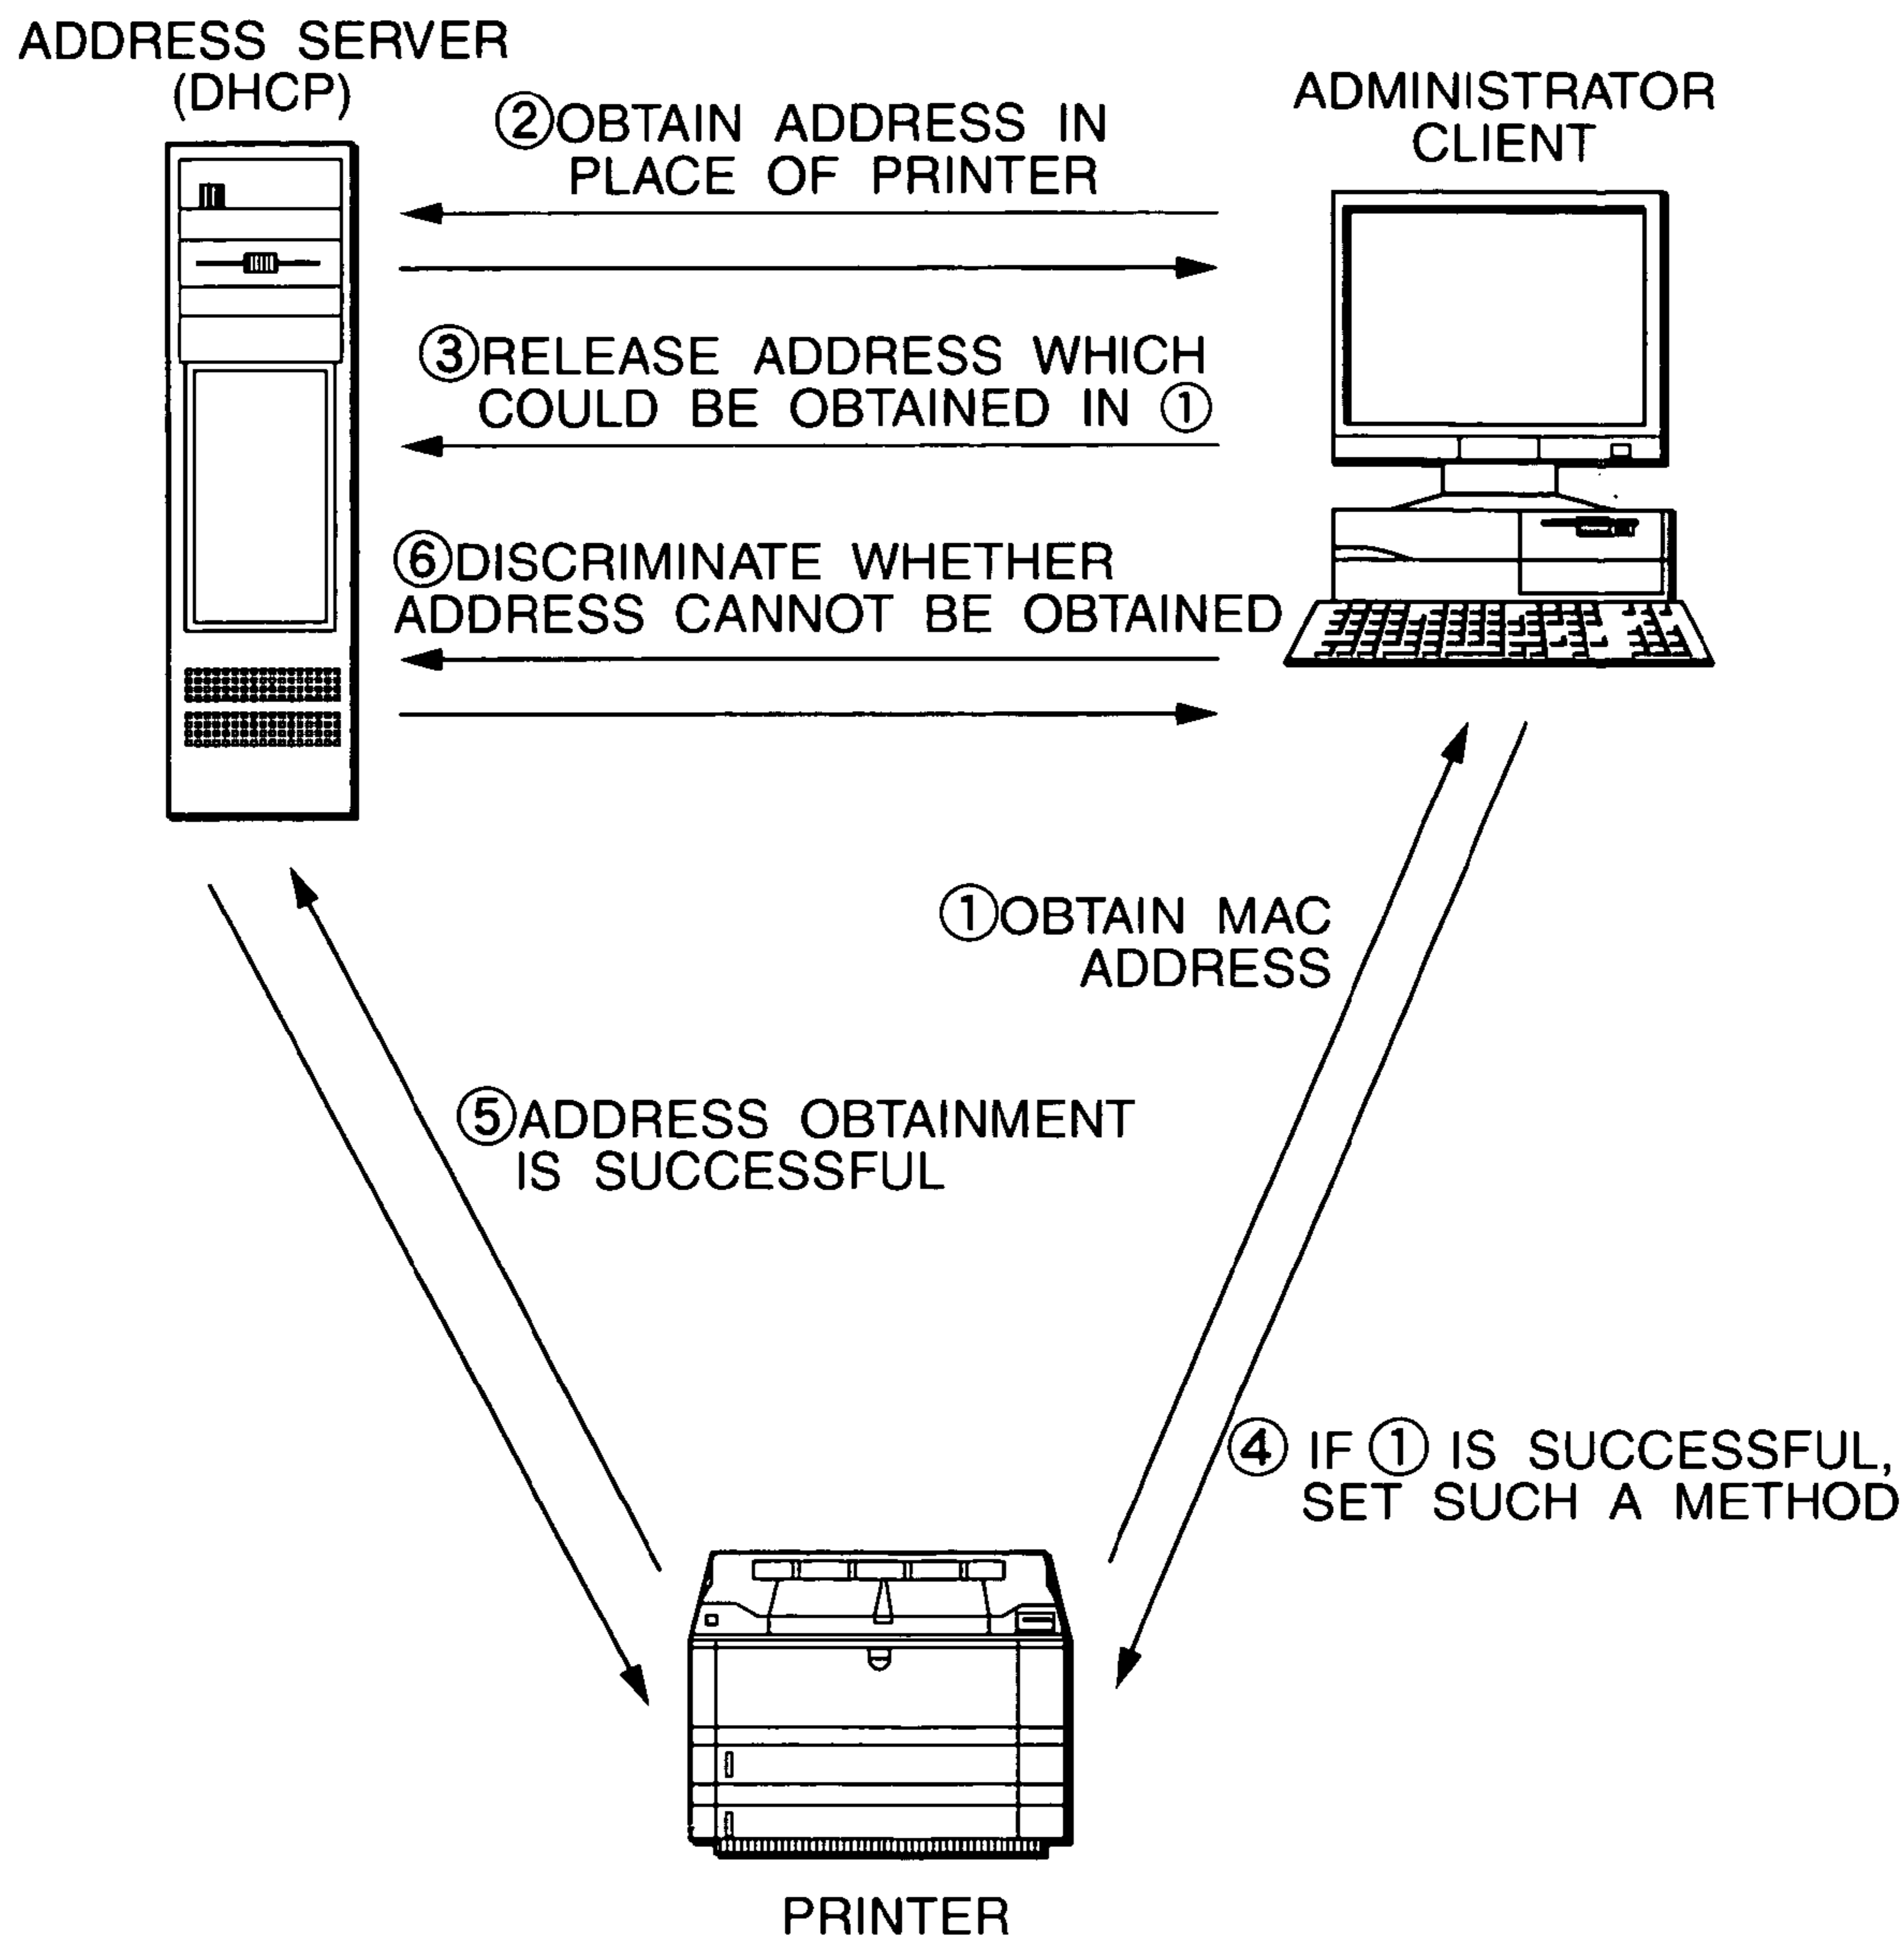 ADDRESS SERVER
(DHCP)
ADMINISTRATOR
CLIENT
②OBTAIN ADDRESS IN
PLACE OF PRINTER
③RELEASE ADDRESS WHICH
COULD BE OBTAINED IN ①
⑥DISCRIMINATE WHETHER
ADDRESS CANNOT BE OBTAINED
①OBTAIN MAC
ADDRESS
⑤ADDRESS OBTAINMENT
IS SUCCESSFUL
④ IF ① IS SUCCESSFUL,
SET SUCH A METHOD
PRINTER